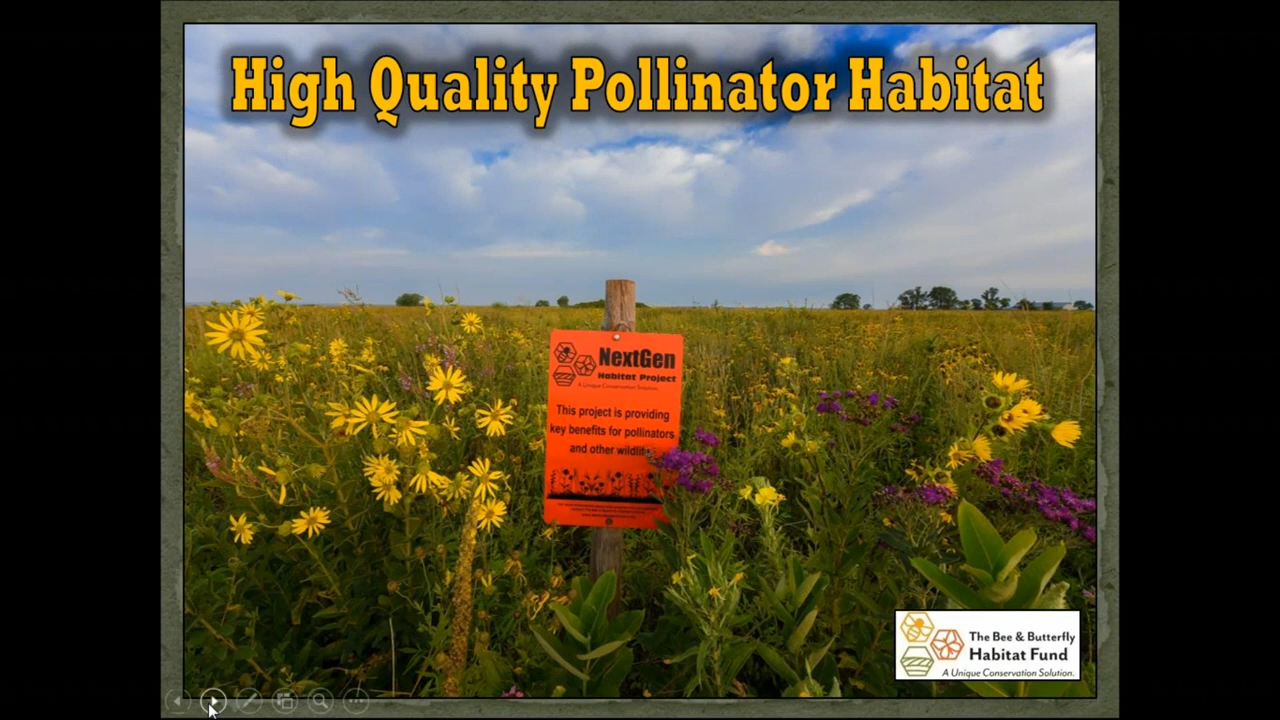 High Quality Pollinator Habitat
NextGen
Habitat Project
A Unique Conservation Solution.
This project is providing
key benefits for pollinators
and other wildlife
The Bee & Butterfly
Habitat Fund
A Unique Conservation Solution.